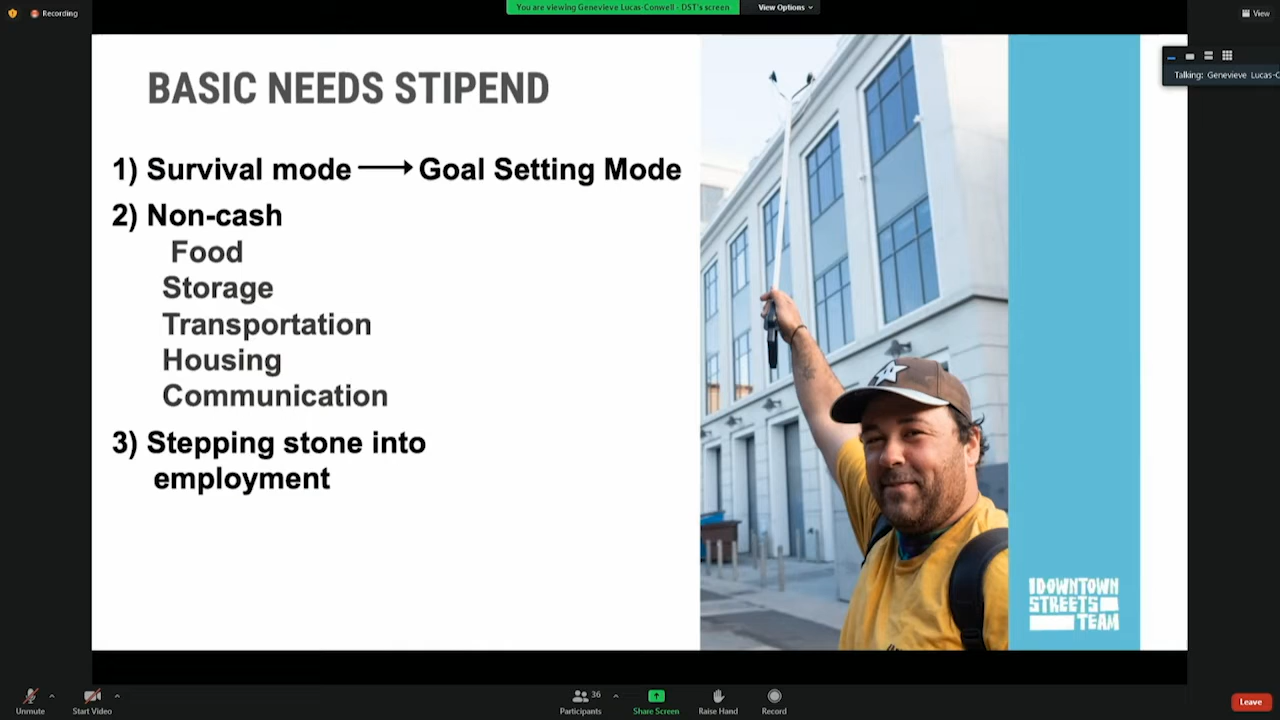 Recording
You are viewing Genevieve Lucas-Conwell - DST's screen
View Options
View
Talking: Genevieve Lucas-C
BASIC NEEDS STIPEND
1) Survival mode → Goal Setting Mode
2) Non-cash
Food
Storage
Transportation
Housing
Communication
3) Stepping stone into
employment
DOWNTOWN
STREETS
TEAM
Unmute
Start Video
36
Participants
Share Screen
Raise Hand
Record
Leave